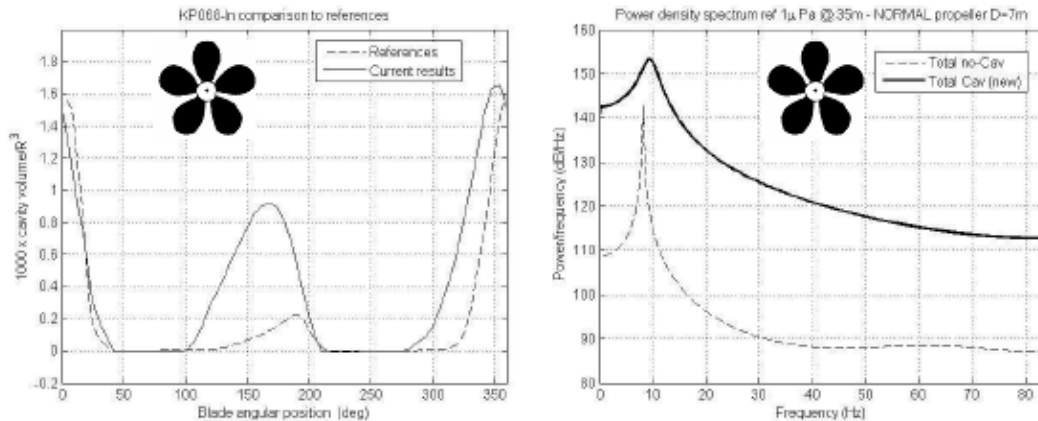 KP066-In comparison to references
1000 x cavity volume/R³
1.8
1.6
1.4
1.2
1
0.8
0.6
0.4
0.2
0
-0.2
References
Current results
0 50 100 150 200 250 300 350
Blade angular position (deg)
Power density spectrum ref 1μ Pa @ 35m - NORMAL propeller D=7m
Power/frequency (dB/Hz)
160
150
140
130
120
110
100
90
80
Total no-Cav
Total Cav (new)
0 10 20 30 40 50 60 70 80
Frequency (Hz)